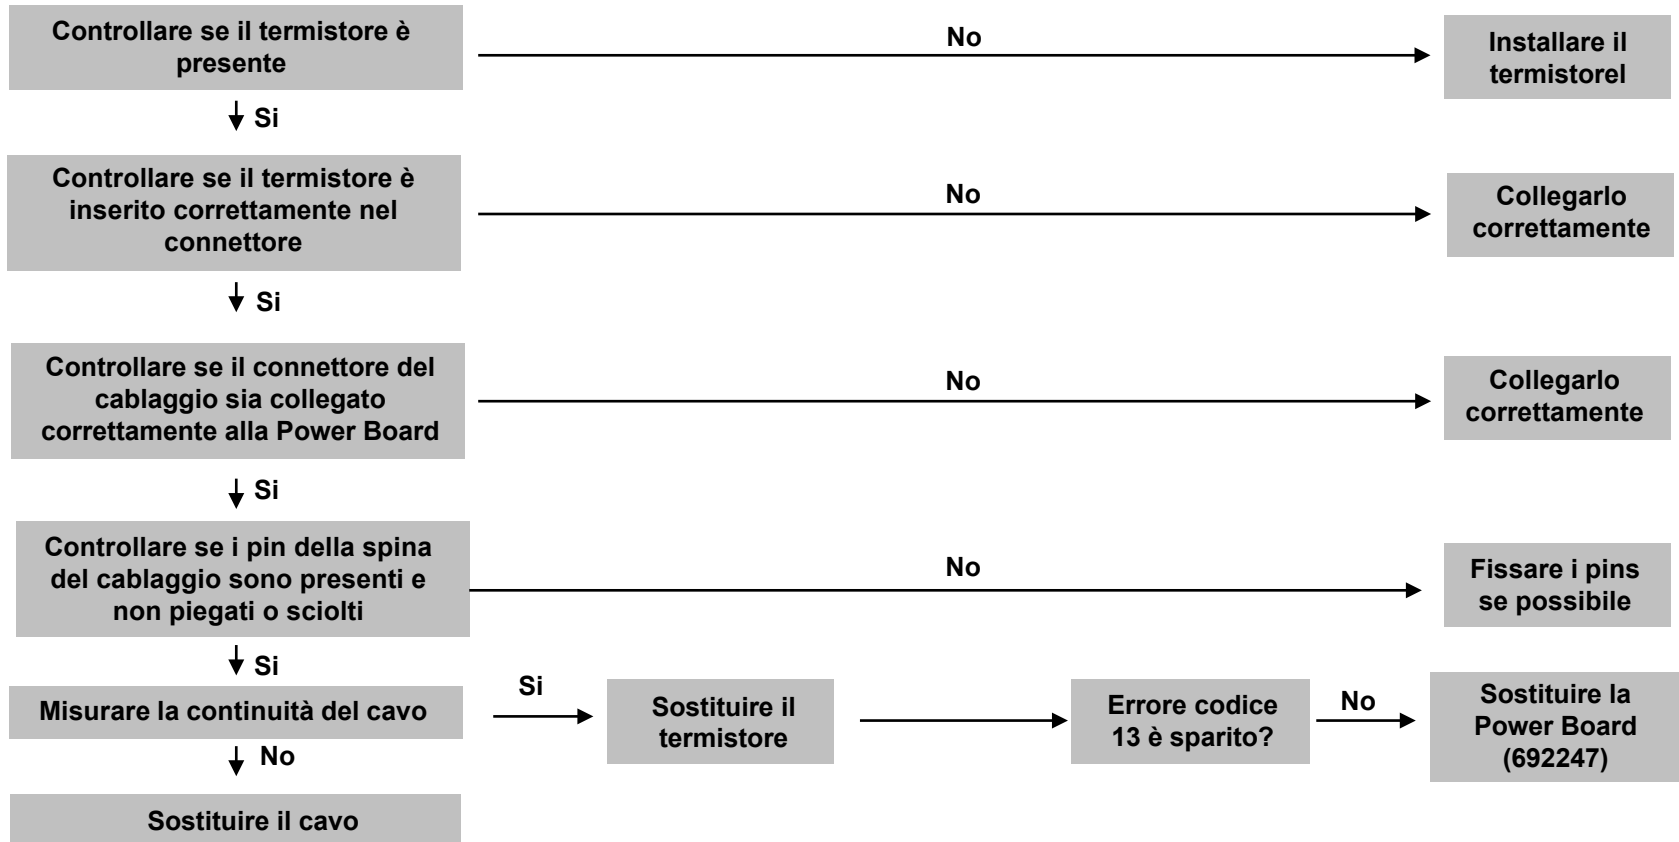 Controllare se il termistore è
presente
No
Installare il
termistorel
Si
Controllare se il termistore è
inserito correttamente nel
connettore
No
Collegarlo
correttamente
Si
Controllare se il connettore del
cablaggio sia collegato
correttamente alla Power Board
No
Collegarlo
correttamente
Si
Controllare se i pin della spina
del cablaggio sono presenti e
non piegati o sciolti
No
Fissare i pins
se possibile
Si
Misurare la continuità del cavo
Si
Sostituire il
termistore
Errore codice
13 è sparito?
No
Sostituire la
Power Board
(692247)
No
Sostituire il cavo